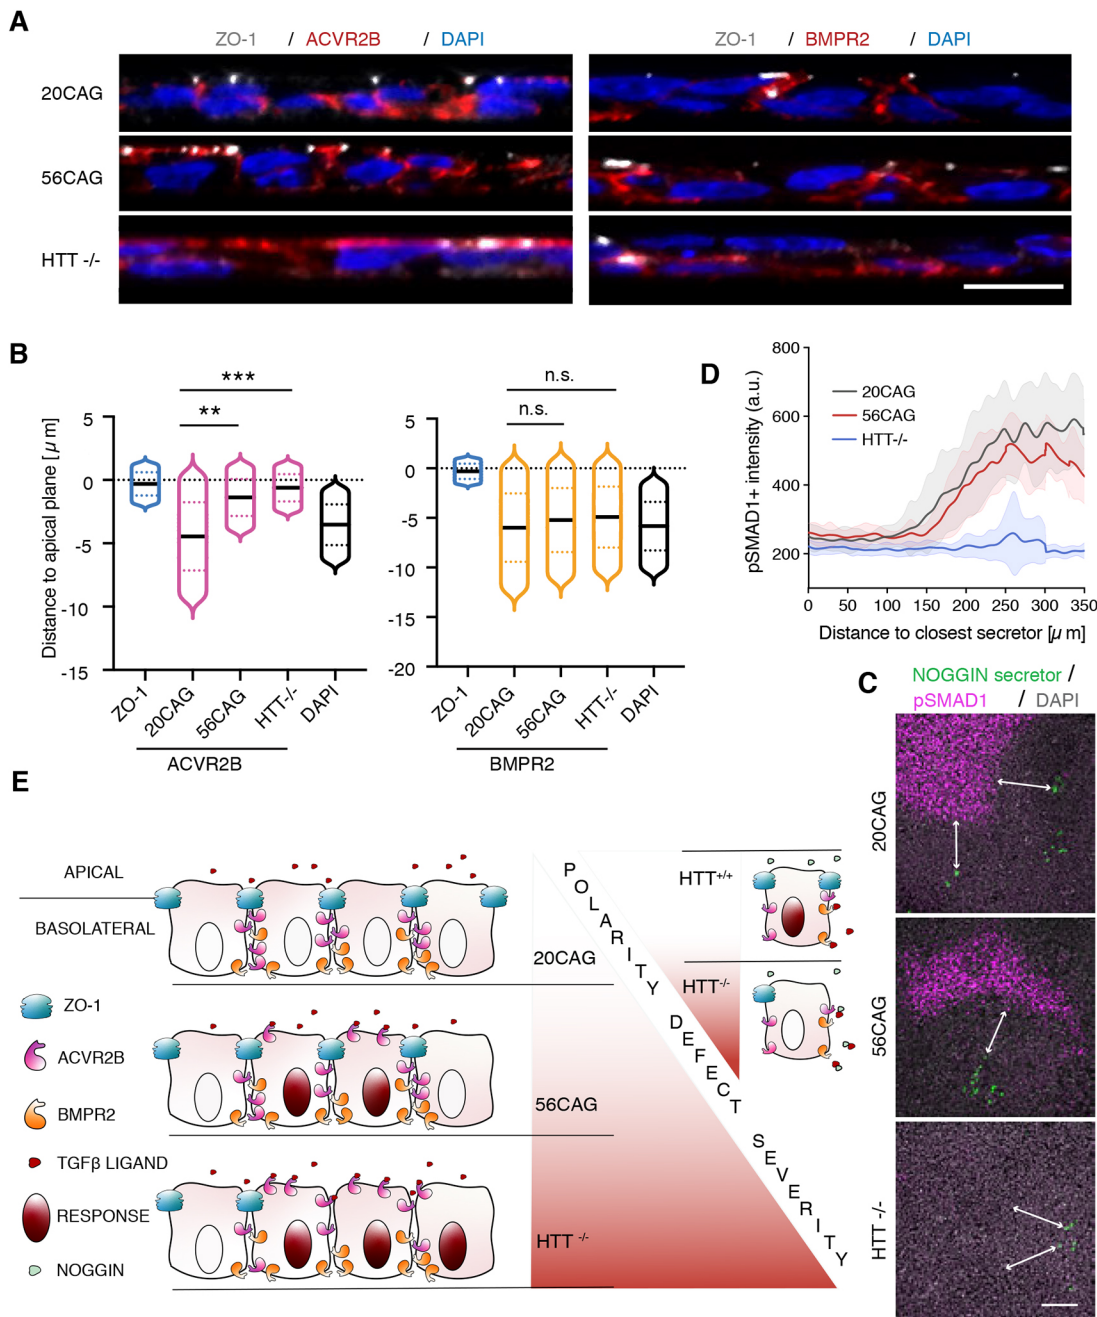 A
ZO-1 / ACVR2B / DAPI
ZO-1 / BMPR2 / DAPI
20CAG
56CAG
HTT -/-
B
Distance to apical plane [µm]
5
0
-5
-10
-15
***
**
ZO-1
20CAG
56CAG
HTT-/-
DAPI
ACVR2B
5
0
-5
-10
-15
-20
n.s.
n.s.
ZO-1
20CAG
56CAG
HTT-/-
DAPI
BMPR2
D
pSMAD1+ intensity (a.u.)
800
600
400
200
20CAG
56CAG
HTT-/-
0 50 100 150 200 250 300 350
Distance to closest secretor [µm]
C
NOGGIN secretor /
pSMAD1 / DAPI
20CAG
56CAG
HTT -/-
E
APICAL
BASOLATERAL
ZO-1
ACVR2B
BMPR2
TGFβ LIGAND
RESPONSE
NOGGIN
20CAG
56CAG
HTT -/-
POLARITY DEFECT SEVERITY
HTT+/+
HTT-/-